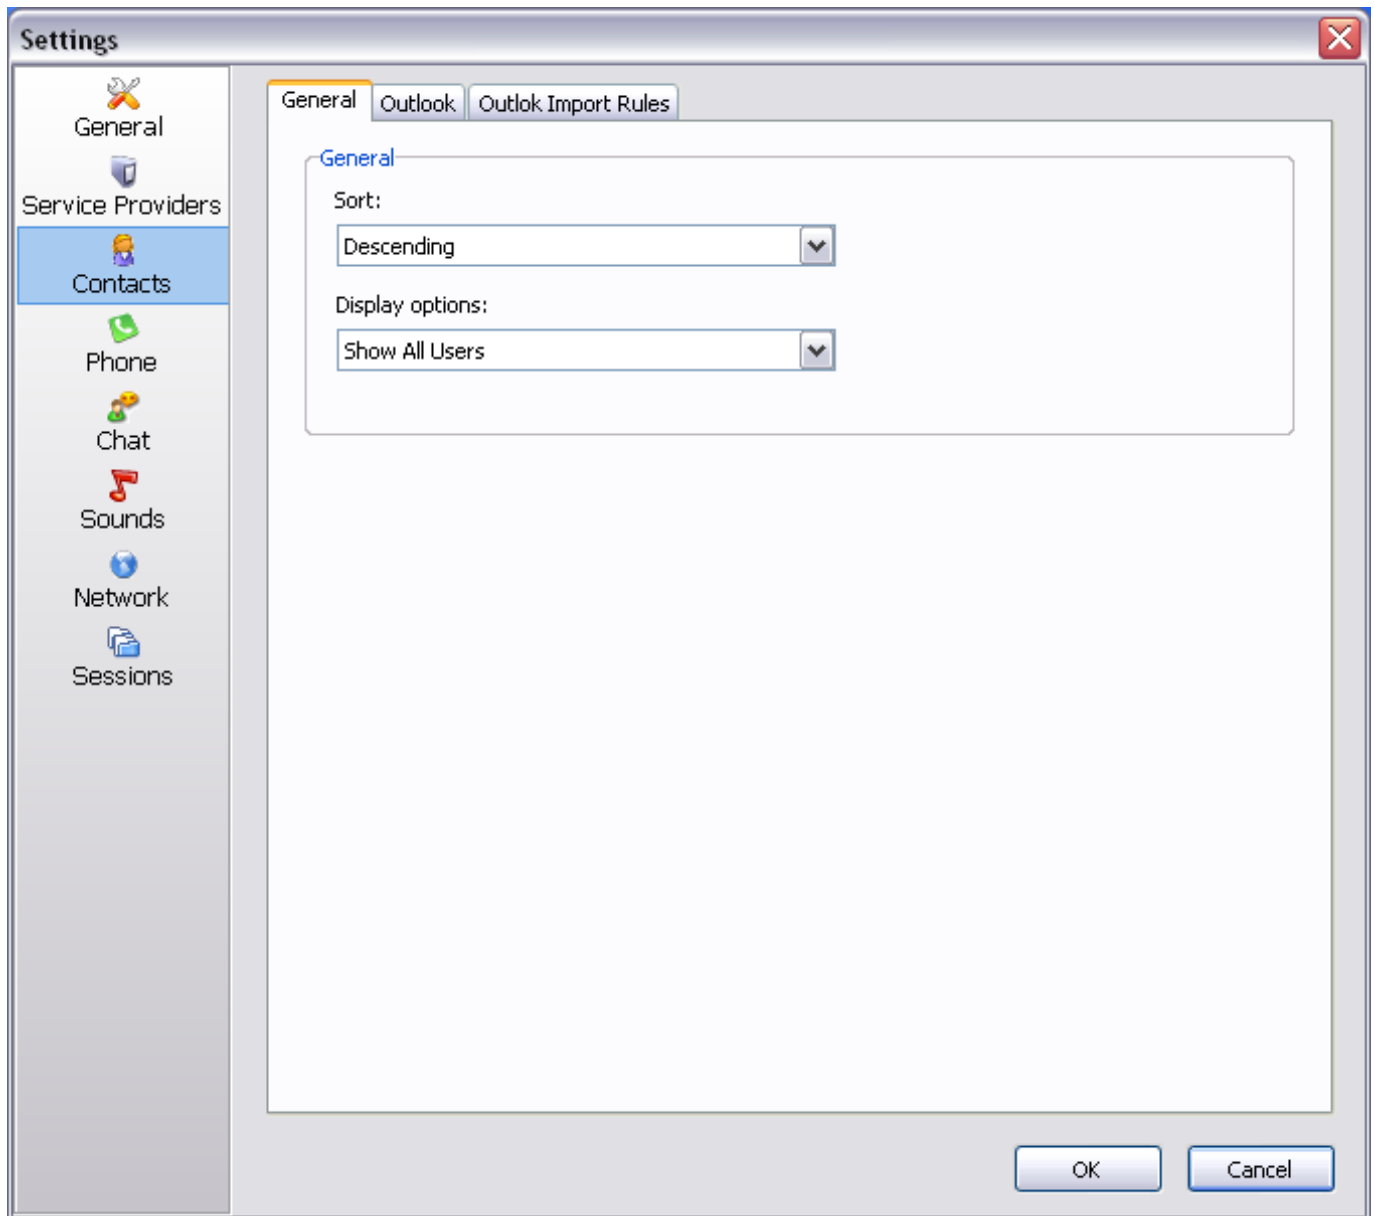 Settings
General
Service Providers
Contacts
Phone
Chat
Sounds
Network
Sessions
General Outlook Outlok Import Rules
General
Sort:
Descending
Display options:
Show All Users
OK Cancel